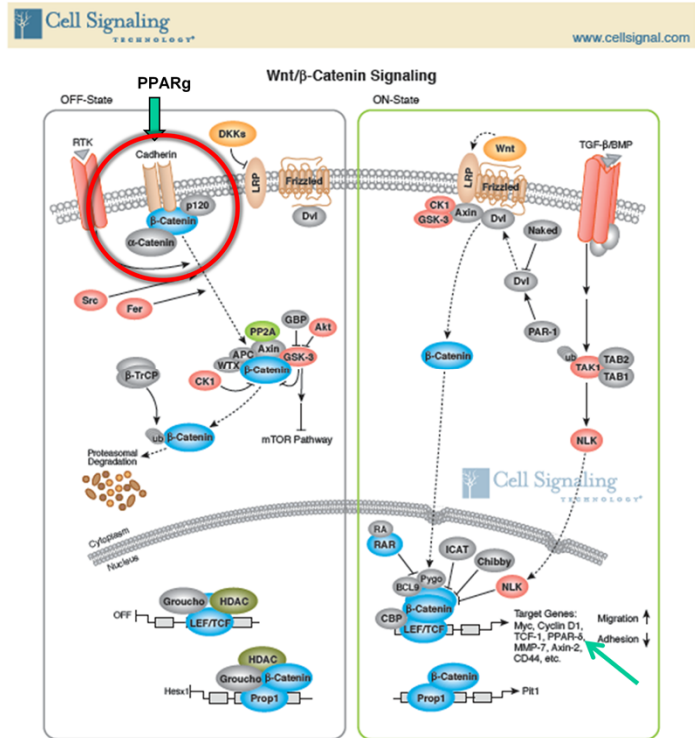 Cell Signaling
TECHNOLOGY®
www.cellsignal.com
PPARg
Wnt/β-Catenin Signaling
OFF-State
ON-State
RTK
Cadherin
DKKs
LRP
Frizzled
Dvl
p120
β-Catenin
α-Catenin
Src
Fer
PP2A
GBP
Akt
APC
Axin
WTX
GSK-3
β-Catenin
CK1
β-TrCP
ub
β-Catenin
mTOR Pathway
Proteasomal
Degradation
Wnt
TGF-β/BMP
LRP
Frizzled
CK1
GSK-3
Axin
Dvl
Naked
Dvl
PAR-1
β-Catenin
ub
TAK1
TAB2
TAB1
NLK
Cell Signaling
TECHNOLOGY®
Cytoplasm
Nucleus
RA
RAR
ICAT
Chibby
BCL9
Pygo
NLK
β-Catenin
CBP
LEF/TCF
Target Genes:
Myc, Cyclin D1,
TCF-1, PPAR-δ,
MMP-7, Axin-2,
CD44, etc.
Migration
Adhesion
Groucho
HDAC
OFF
LEF/TCF
HDAC
Groucho
β-Catenin
Hesx1
Prop1
β-Catenin
Prop1
Pit1